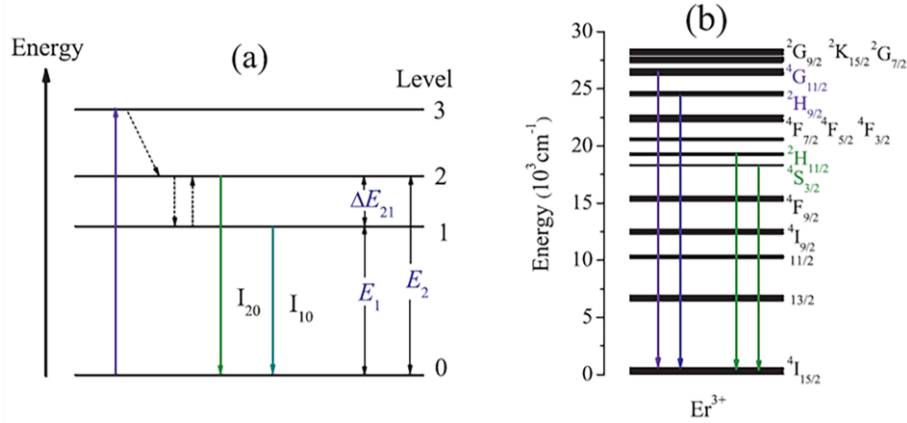 (a)
Energy
Level
3
2
1
0
ΔE₂₁
E₁
E₂
I₂₀
I₁₀
(b)
Energy (10³cm⁻¹)
30
25
20
15
10
5
0
²G₉/₂ ²K₁₅/₂ ²G₇/₂
⁴G₁₁/₂
²H₉/₂
⁴F₇/₂ ⁴F₅/₂ ⁴F₃/₂
²H₁₁/₂
⁴S₃/₂
⁴F₉/₂
⁴I₉/₂
11/2
13/2
⁴I₁₅/₂
Er³⁺